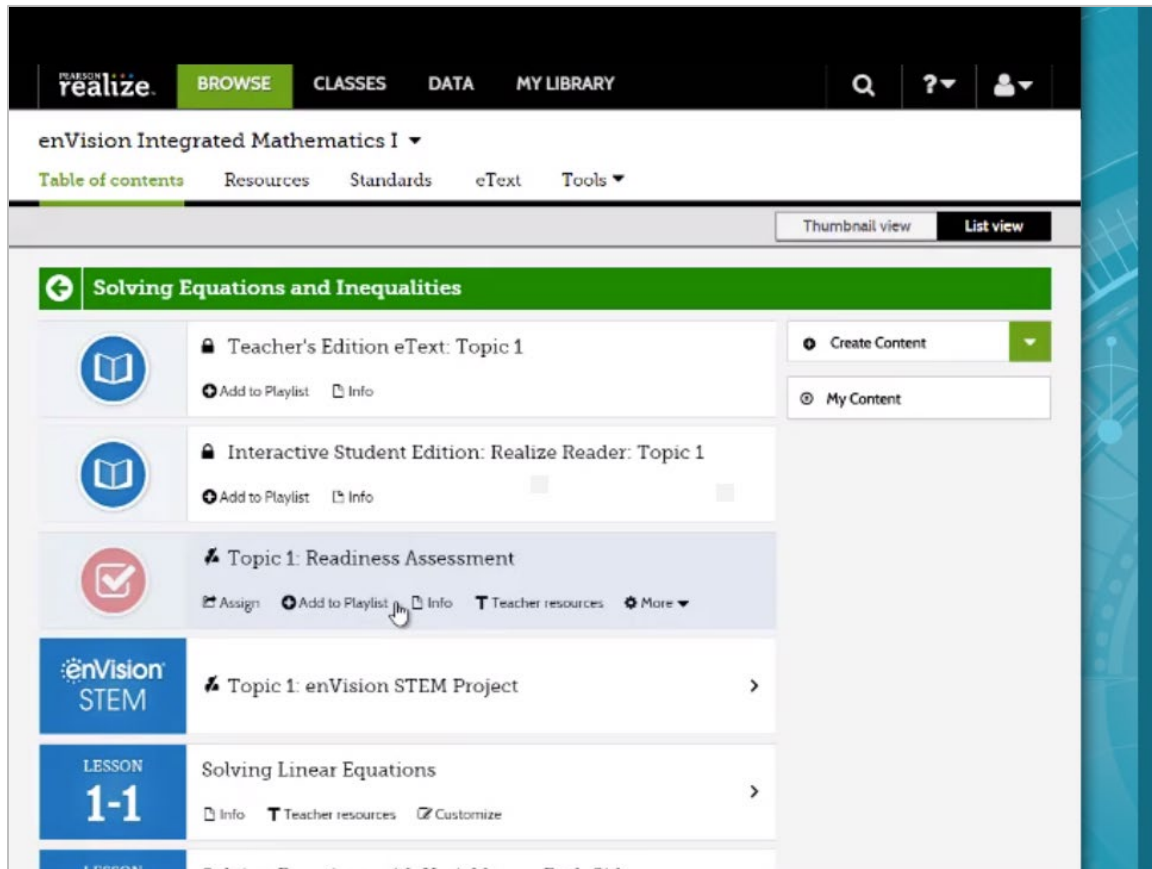 PEARSON
realize. BROWSE CLASSES DATA MY LIBRARY ?
enVision Integrated Mathematics I
Table of contents Resources Standards eText Tools
Thumbnail view List view
Solving Equations and Inequalities
Teacher's Edition eText: Topic 1
Add to Playlist Info
Create Content
My Content
Interactive Student Edition: Realize Reader: Topic 1
Add to Playlist Info
Topic 1: Readiness Assessment
Assign Add to Playlist Info T Teacher resources More
enVision
STEM
Topic 1: enVision STEM Project
LESSON
1-1
Solving Linear Equations
Info T Teacher resources Customize